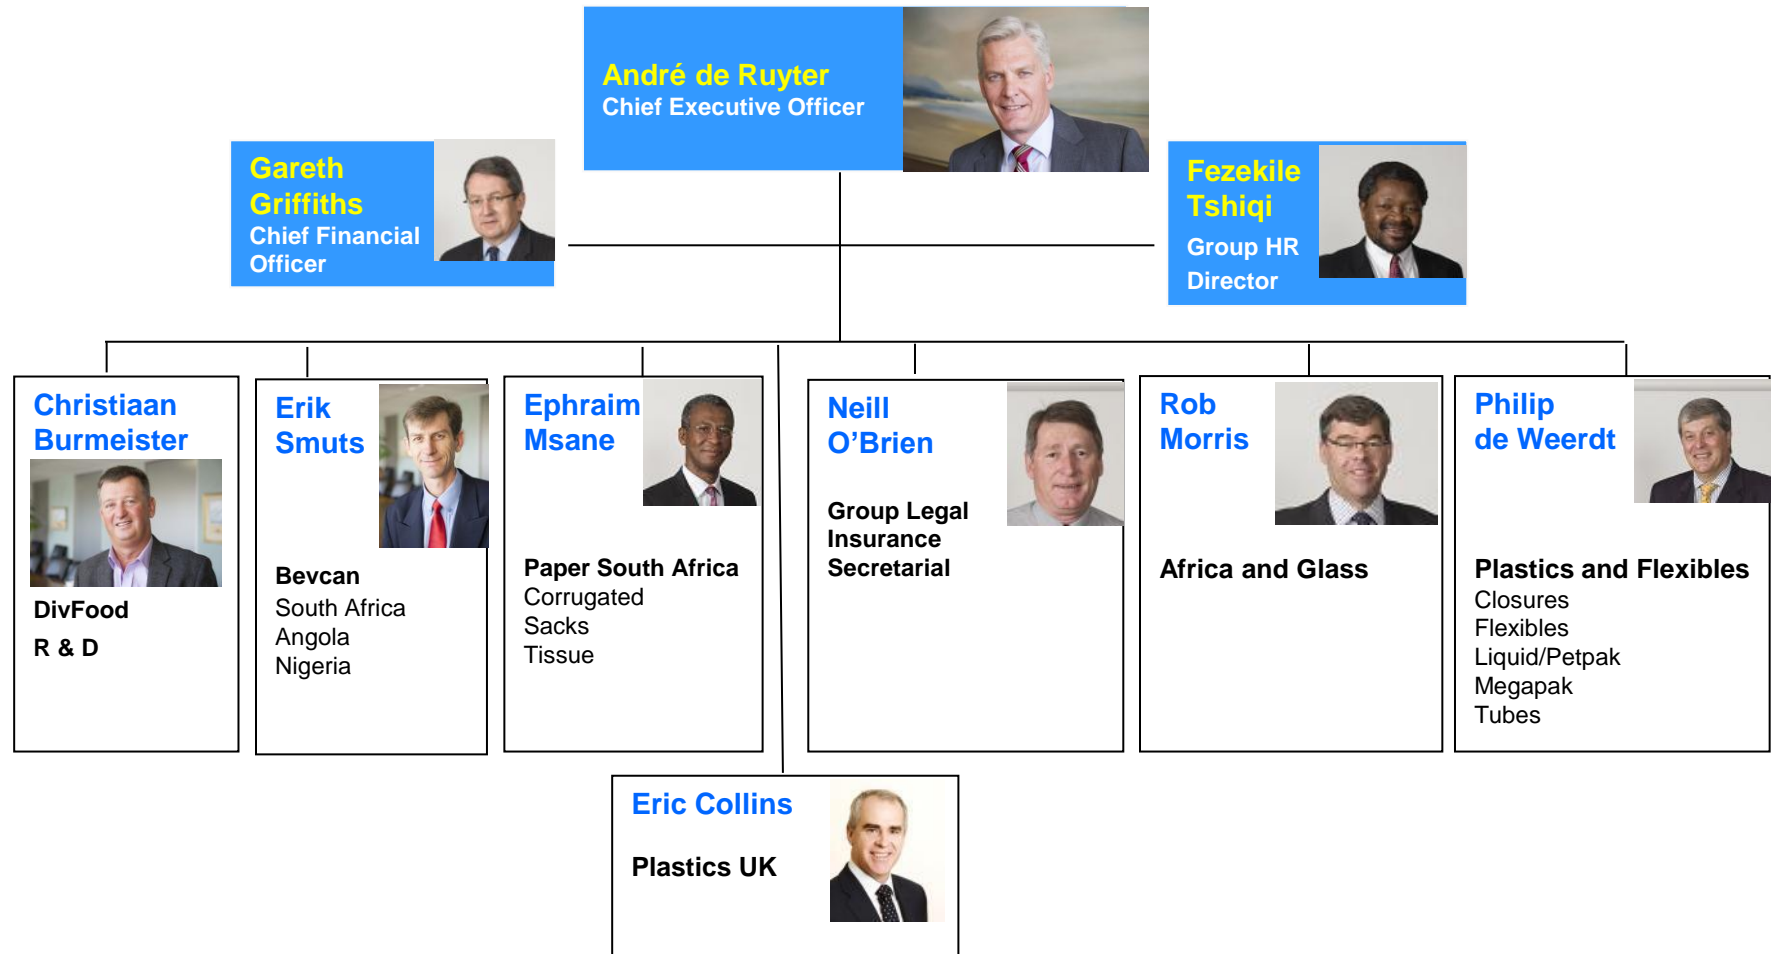 André de Ruyter
Chief Executive Officer
Gareth
Griffiths
Chief Financial
Officer
Fezekile
Tshiqi
Group HR
Director
Christiaan
Burmeister
DivFood
R & D
Erik
Smuts
Bevcan
South Africa
Angola
Nigeria
Ephraim
Msane
Paper South Africa
Corrugated
Sacks
Tissue
Neill
O’Brien
Group Legal
Insurance
Secretarial
Rob
Morris
Africa and Glass
Philip
de Weerdt
Plastics and Flexibles
Closures
Flexibles
Liquid/Petpak
Megapak
Tubes
Eric Collins
Plastics UK